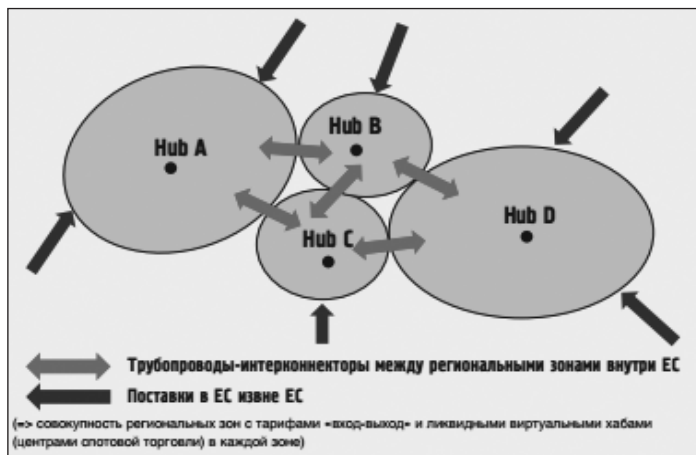 Hub A
Hub B
Hub C
Hub D
Трубопроводы-интерконнекторы между региональными зонами внутри ЕС
Поставки в ЕС извне ЕС
(=> совокупность региональных зон с тарифами «вход-выход» и ликвидными виртуальными хабами
(центрами спотовой торговли) в каждой зоне)